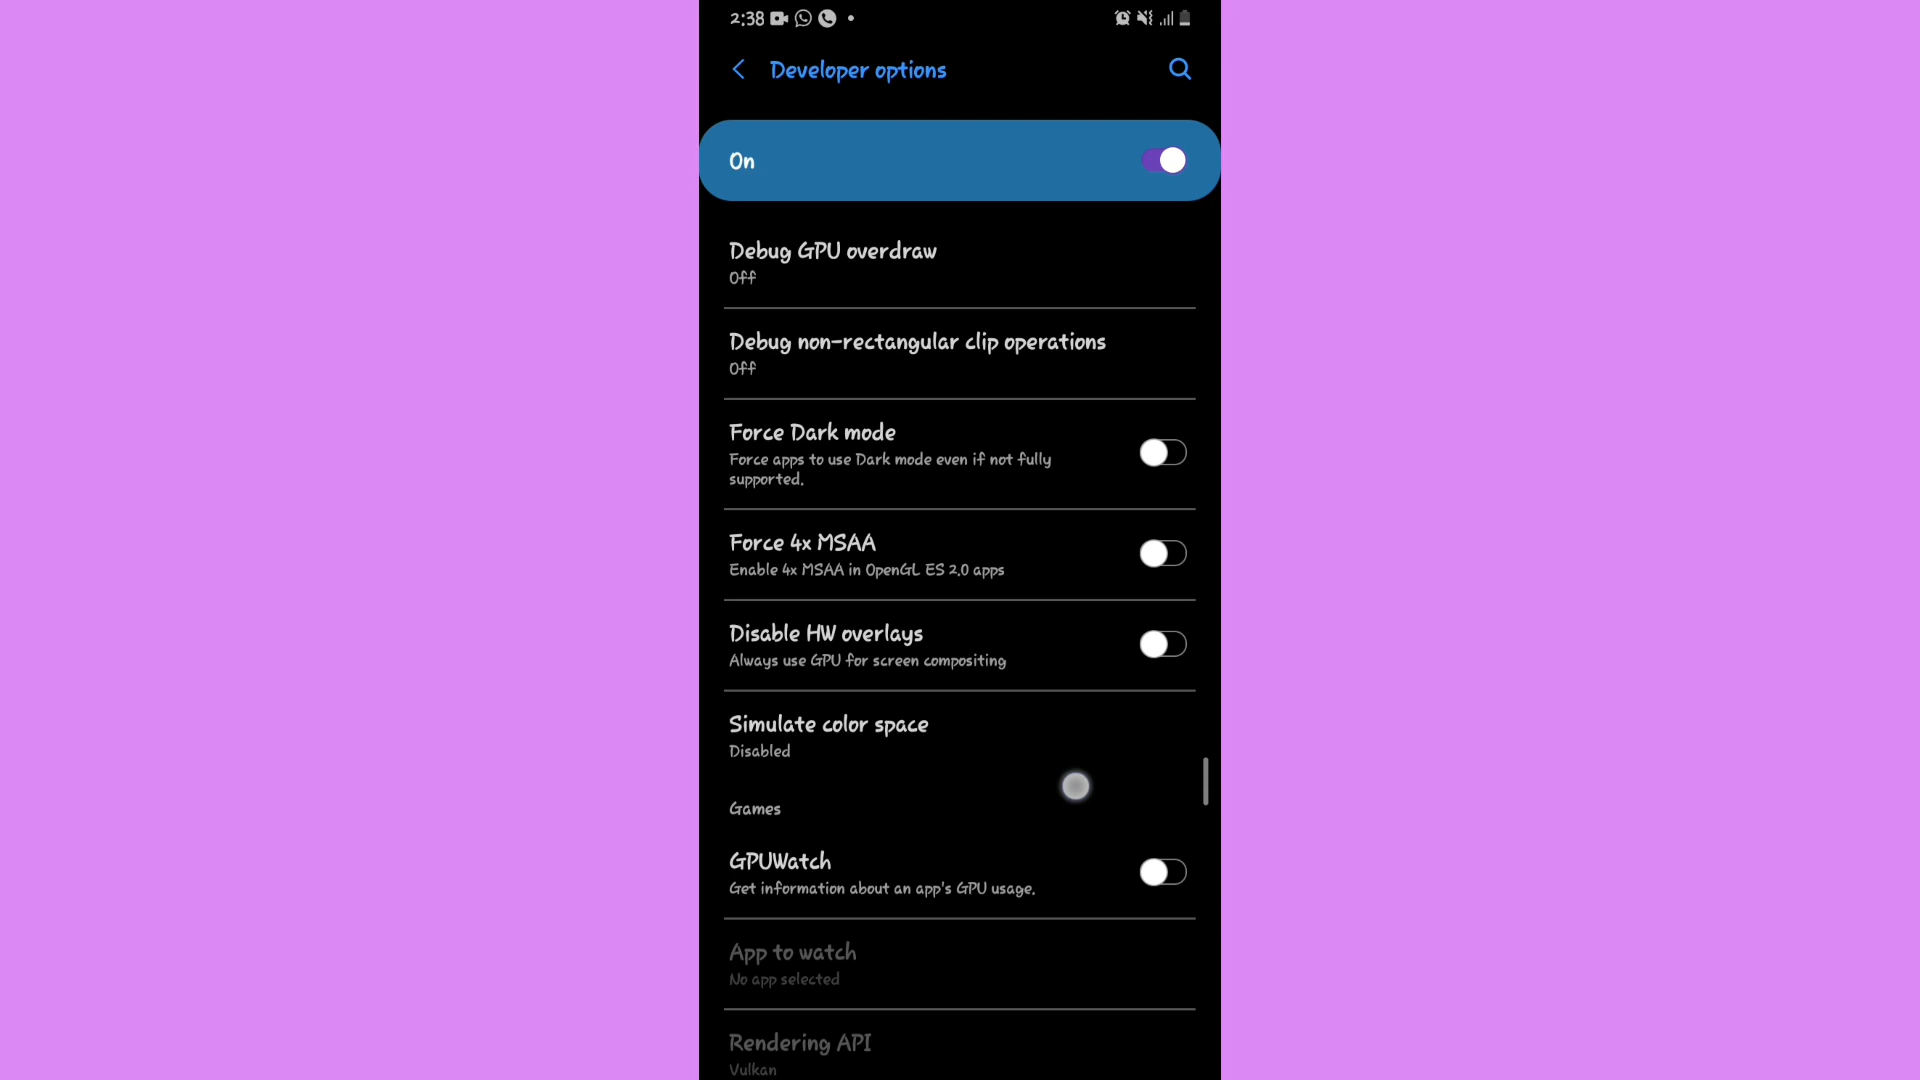 2:38
Developer options
On
Debug GPU overdraw
Off
Debug non-rectangular clip operations
Off
Force Dark mode
Force apps to use Dark mode even if not fully
supported.
Force 4x MSAA
Enable 4x MSAA in OpenGL ES 2.0 apps
Disable HW overlays
Always use GPU for screen compositing
Simulate color space
Disabled
Games
GPUWatch
Get information about an app's GPU usage.
App to watch
No app selected
Rendering API
Vulkan